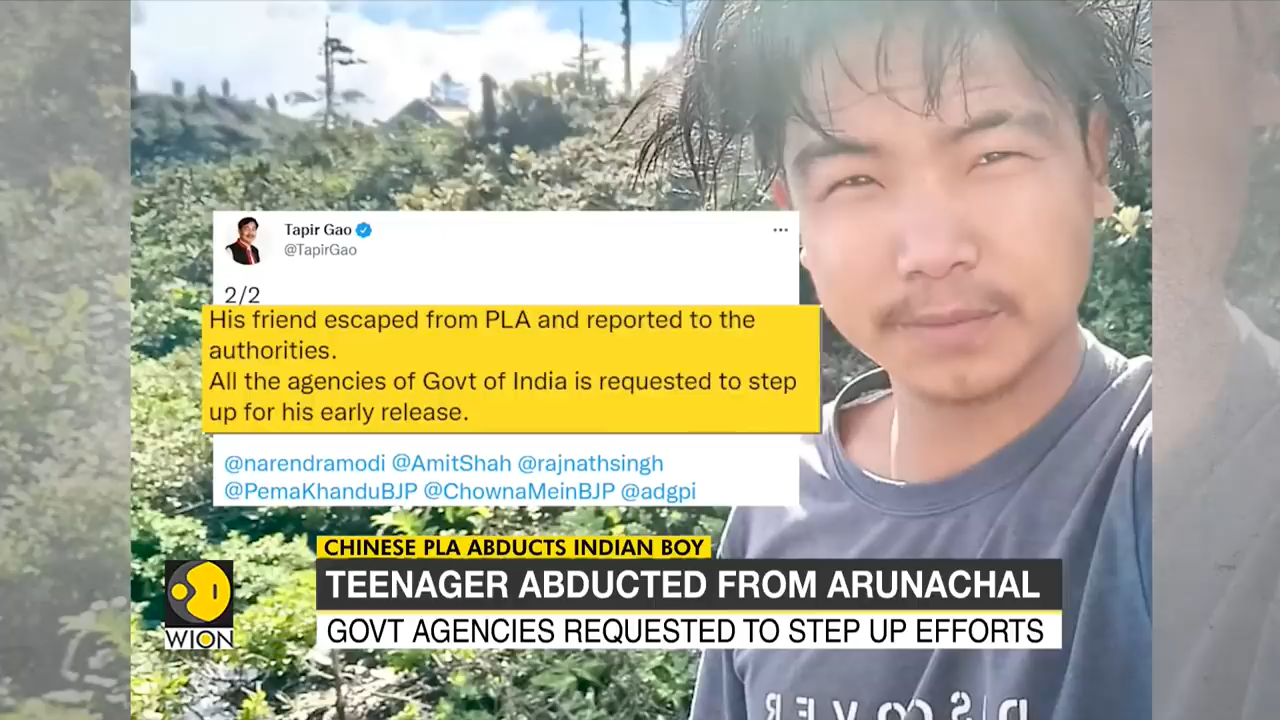 Tapir Gao
@TapirGao
2/2
His friend escaped from PLA and reported to the
authorities.
All the agencies of Govt of India is requested to step
up for his early release.
@narendramodi @AmitShah @rajnathsingh
@PemaKhanduBJP @ChownaMeinBJP @adgpi
CHINESE PLA ABDUCTS INDIAN BOY
TEENAGER ABDUCTED FROM ARUNACHAL
WION
GOVT AGENCIES REQUESTED TO STEP UP EFFORTS